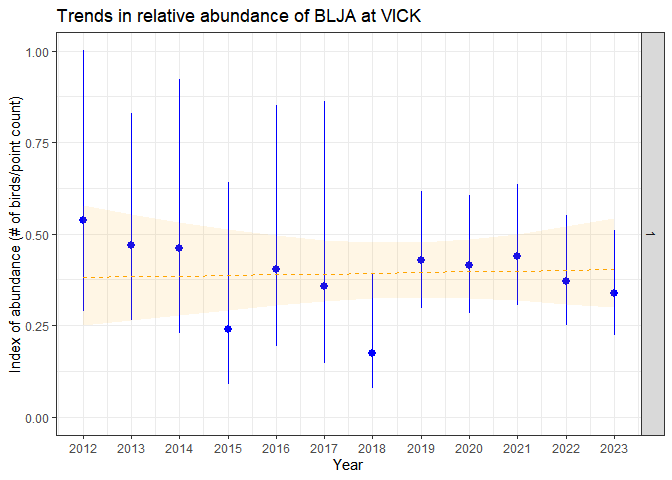 Trends in relative abundance of BLJA at VICK
Index of abundance (# of birds/point count)
1.00
0.75
0.50
0.25
0.00
1
2012 2013 2014 2015 2016 2017 2018 2019 2020 2021 2022 2023
Year